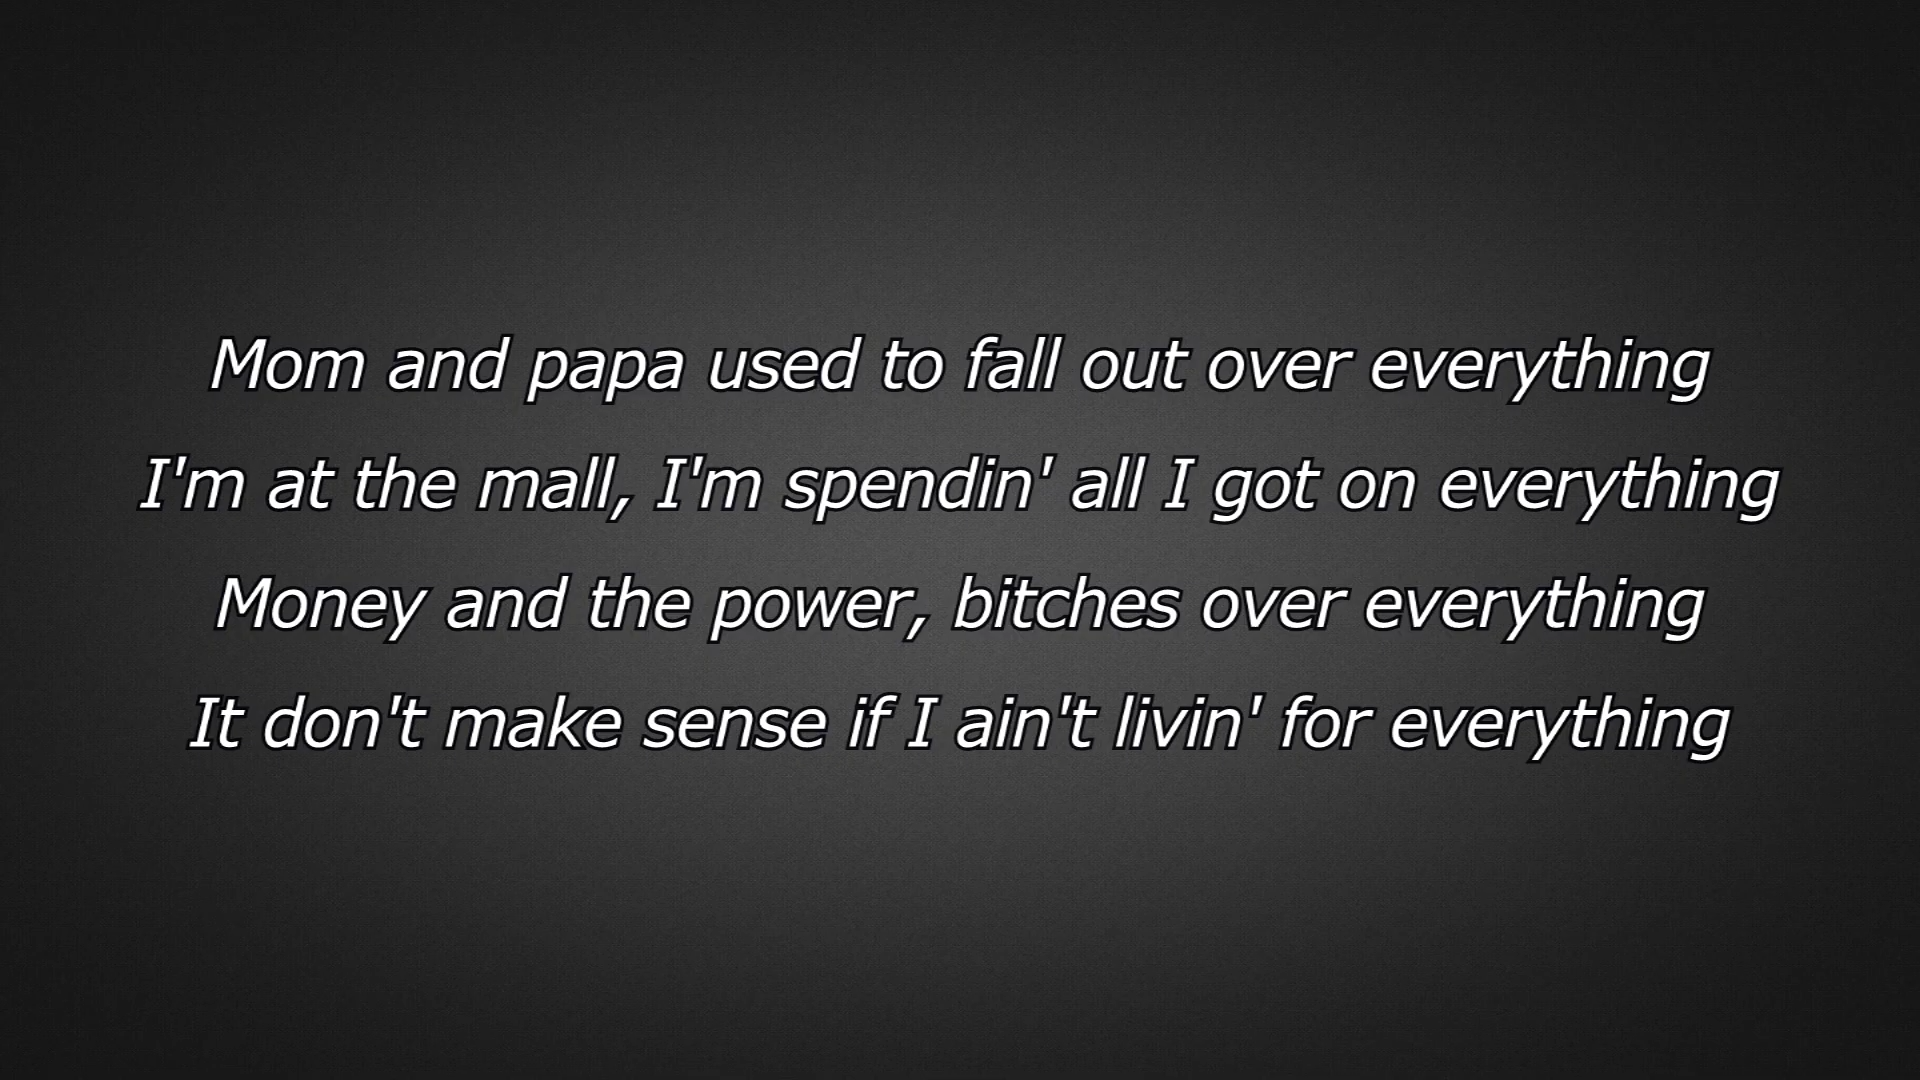 Mom and papa used to fall out over everything
I'm at the mall, I'm spendin' all I got on everything
Money and the power, bitches over everything
It don't make sense if I ain't livin' for everything